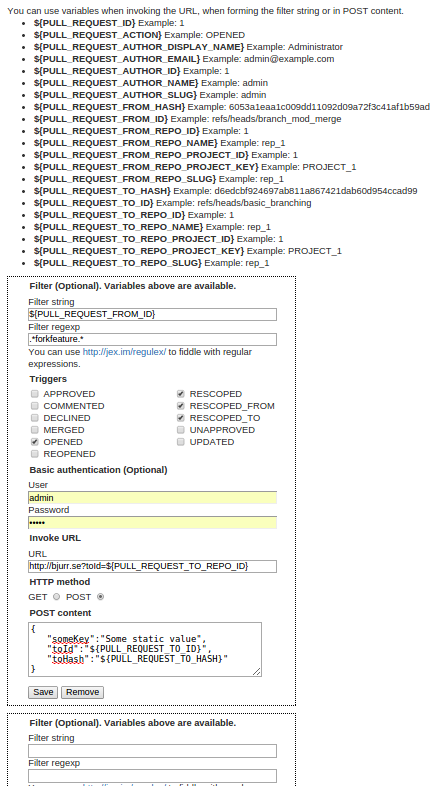 You can use variables when invoking the URL, when forming the filter string or in POST content.
${PULL_REQUEST_ID} Example: 1
${PULL_REQUEST_ACTION} Example: OPENED
${PULL_REQUEST_AUTHOR_DISPLAY_NAME} Example: Administrator
${PULL_REQUEST_AUTHOR_EMAIL} Example: admin@example.com
${PULL_REQUEST_AUTHOR_ID} Example: 1
${PULL_REQUEST_AUTHOR_NAME} Example: admin
${PULL_REQUEST_AUTHOR_SLUG} Example: admin
${PULL_REQUEST_FROM_HASH} Example: 6053a1eaa1c009dd11092d09a72f3c41af1b59ad
${PULL_REQUEST_FROM_ID} Example: refs/heads/branch_mod_merge
${PULL_REQUEST_FROM_REPO_ID} Example: 1
${PULL_REQUEST_FROM_REPO_NAME} Example: rep_1
${PULL_REQUEST_FROM_REPO_PROJECT_ID} Example: 1
${PULL_REQUEST_FROM_REPO_PROJECT_KEY} Example: PROJECT_1
${PULL_REQUEST_FROM_REPO_SLUG} Example: rep_1
${PULL_REQUEST_TO_HASH} Example: d6edcbf924697ab811a867421dab60d954ccad99
${PULL_REQUEST_TO_ID} Example: refs/heads/basic_branching
${PULL_REQUEST_TO_REPO_ID} Example: 1
${PULL_REQUEST_TO_REPO_NAME} Example: rep_1
${PULL_REQUEST_TO_REPO_PROJECT_ID} Example: 1
${PULL_REQUEST_TO_REPO_PROJECT_KEY} Example: PROJECT_1
${PULL_REQUEST_TO_REPO_SLUG} Example: rep_1
Filter (Optional). Variables above are available.
Filter string
${PULL_REQUEST_FROM_ID}
Filter regexp
.*forkfeature.*
You can use http://jex.im/regulex/ to fiddle with regular
expressions.
Triggers
APPROVED RESCOPED
COMMENTED RESCOPED_FROM
DECLINED RESCOPED_TO
MERGED UNAPPROVED
OPENED UPDATED
REOPENED
Basic authentication (Optional)
User
admin
Password
•••••
Invoke URL
URL
http://bjurr.se?toId=${PULL_REQUEST_TO_REPO_ID}
HTTP method
GET POST
POST content
{
"someKey":"Some static value",
"toId":"${PULL_REQUEST_TO_ID}",
"toHash":"${PULL_REQUEST_TO_HASH}"
}
Save Remove
Filter (Optional). Variables above are available.
Filter string
Filter regexp